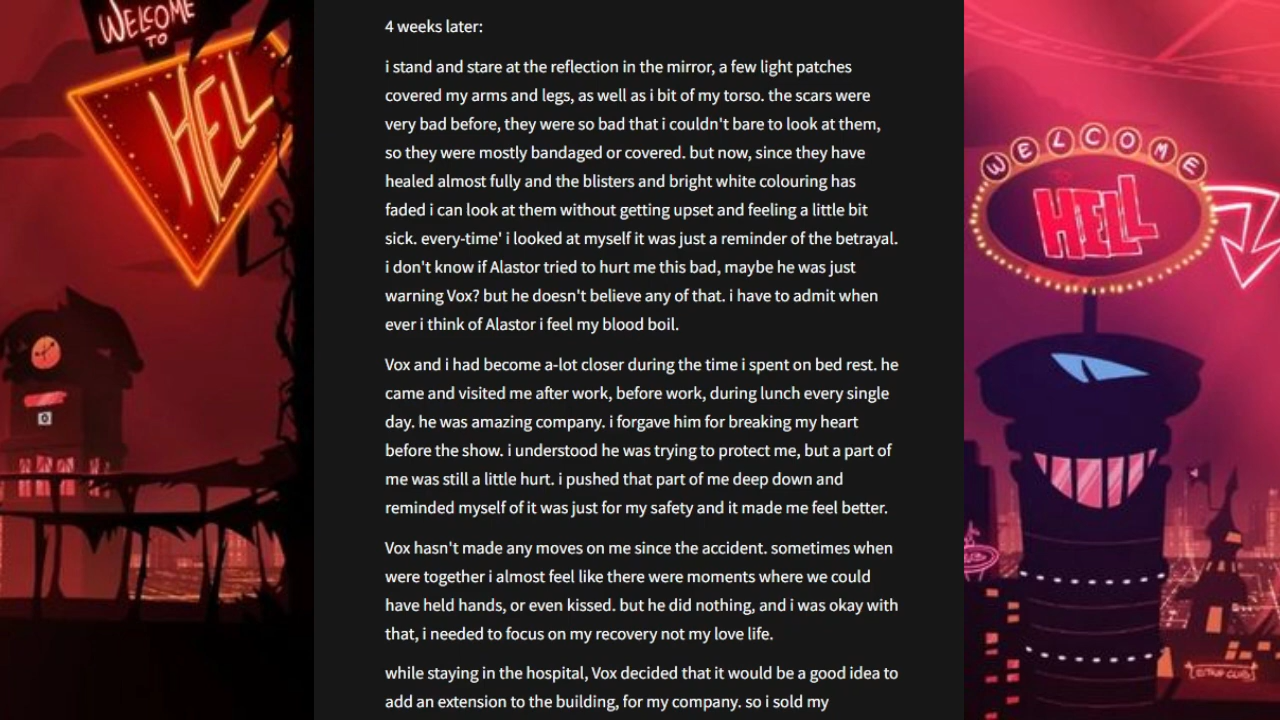 WELCOME
TO
HELL
4 weeks later:
i stand and stare at the reflection in the mirror, a few light patches
covered my arms and legs, as well as i bit of my torso. the scars were
very bad before, they were so bad that i couldn't bare to look at them,
so they were mostly bandaged or covered. but now, since they have
healed almost fully and the blisters and bright white colouring has
faded i can look at them without getting upset and feeling a little bit
sick. every-time' i looked at myself it was just a reminder of the betrayal.
i don't know if Alastor tried to hurt me this bad, maybe he was just
warning Vox? but he doesn't believe any of that. i have to admit when
ever i think of Alastor i feel my blood boil.
Vox and i had become a-lot closer during the time i spent on bed rest. he
came and visited me after work, before work, during lunch every single
day. he was amazing company. i forgave him for breaking my heart
before the show. i understood he was trying to protect me, but a part of
me was still a little hurt. i pushed that part of me deep down and
reminded myself of it was just for my safety and it made me feel better.
Vox hasn't made any moves on me since the accident. sometimes when
were together i almost feel like there were moments where we could
have held hands, or even kissed. but he did nothing, and i was okay with
that, i needed to focus on my recovery not my love life.
while staying in the hospital, Vox decided that it would be a good idea to
add an extension to the building, for my company. so i sold my
WELCOME
HELL